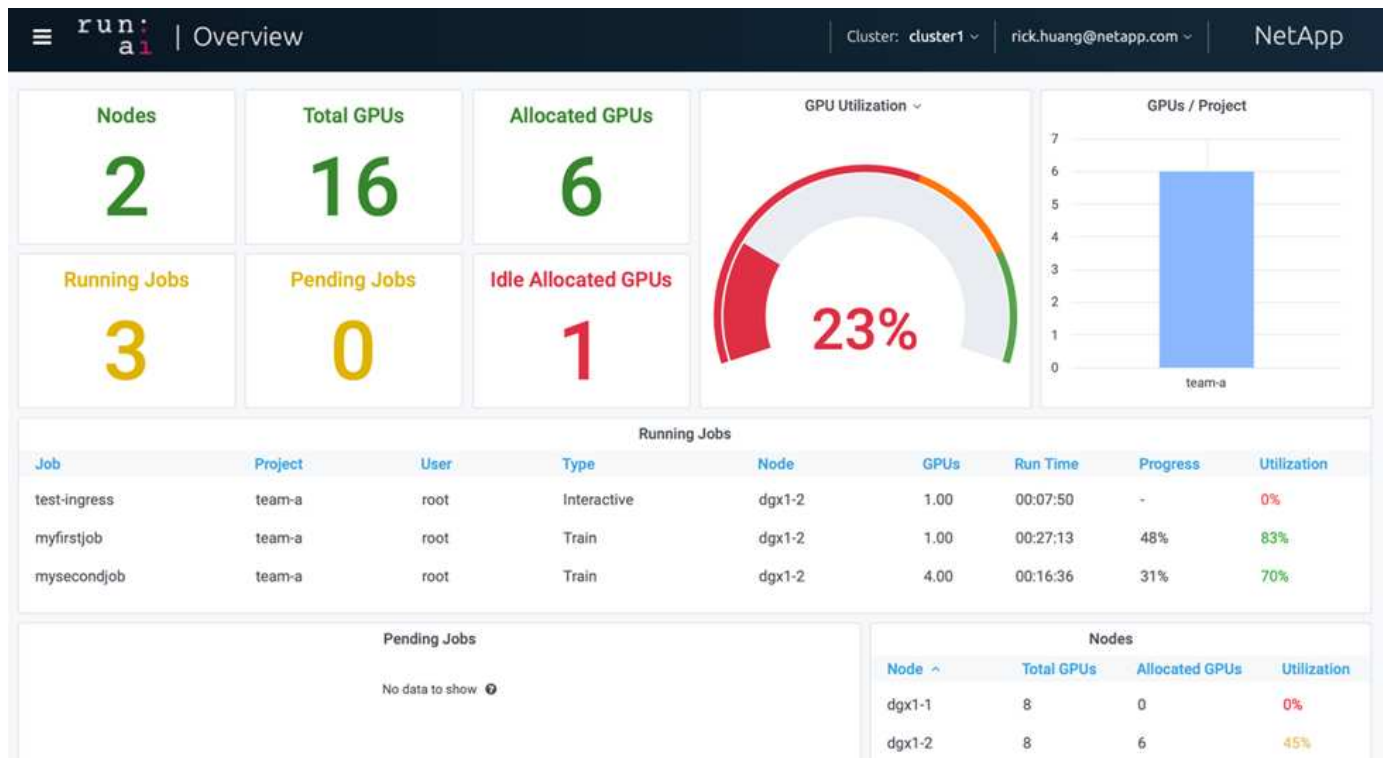 run:
ai | Overview
Cluster: cluster1 rick.huang@netapp.com NetApp
Nodes
2
Total GPUs
16
Allocated GPUs
6
Running Jobs
3
Pending Jobs
0
Idle Allocated GPUs
1
GPU Utilization
23%
GPUs / Project
7
6
5
4
3
2
1
0
team-a
Running Jobs
Job Project User Type Node GPUs Run Time Progress Utilization
test-ingress team-a root Interactive dgx1-2 1.00 00:07:50 - 0%
myfirstjob team-a root Train dgx1-2 1.00 00:27:13 48% 83%
mysecondjob team-a root Train dgx1-2 4.00 00:16:36 31% 70%
Pending Jobs
No data to show
Nodes
Node Total GPUs Allocated GPUs Utilization
dgx1-1 8 0 0%
dgx1-2 8 6 45%